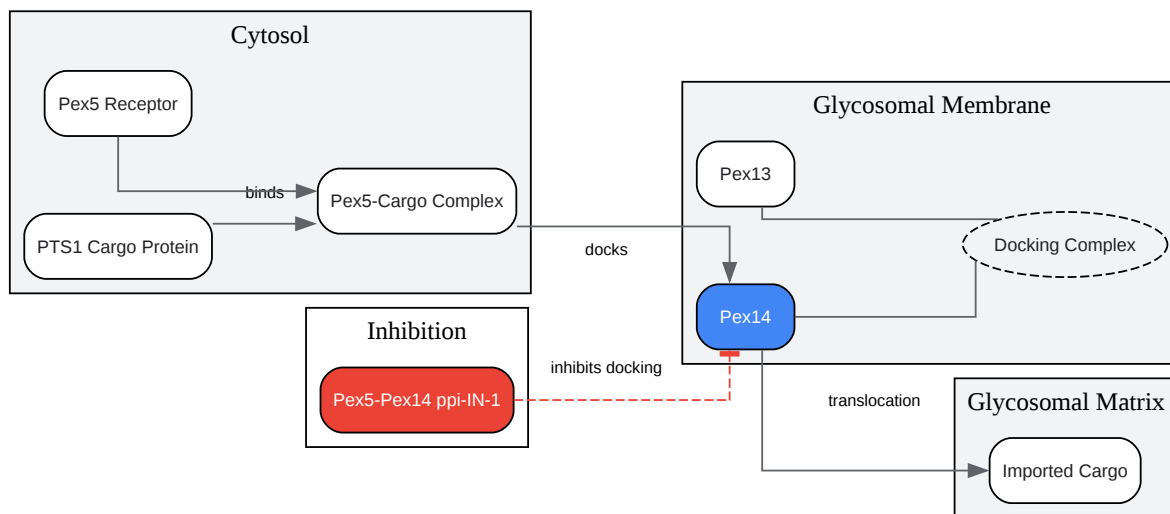 Cytosol
Pex5 Receptor
binds
Pex5-Cargo Complex
PTS1 Cargo Protein
docks
Glycosomal Membrane
Pex13
Docking Complex
Pex14
Inhibition
Pex5-Pex14 ppi-IN-1
inhibits docking
translocation
Glycosomal Matrix
Imported Cargo